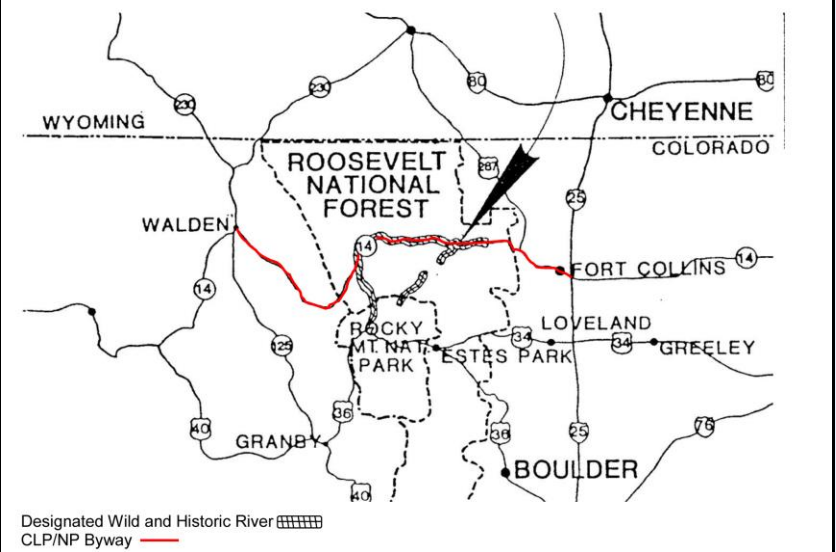 80
80
230
230
CHEYENNE
WYOMING
COLORADO
ROOSEVELT
NATIONAL
FOREST
287
25
WALDEN
14
FORT COLLINS
14
14
ROCKY
MT. NAT.
PARK
ESTES PARK
34
LOVELAND
34
GREELEY
125
36
40
GRANBY
36
25
76
40
BOULDER
Designated Wild and Historic River
CLP/NP Byway